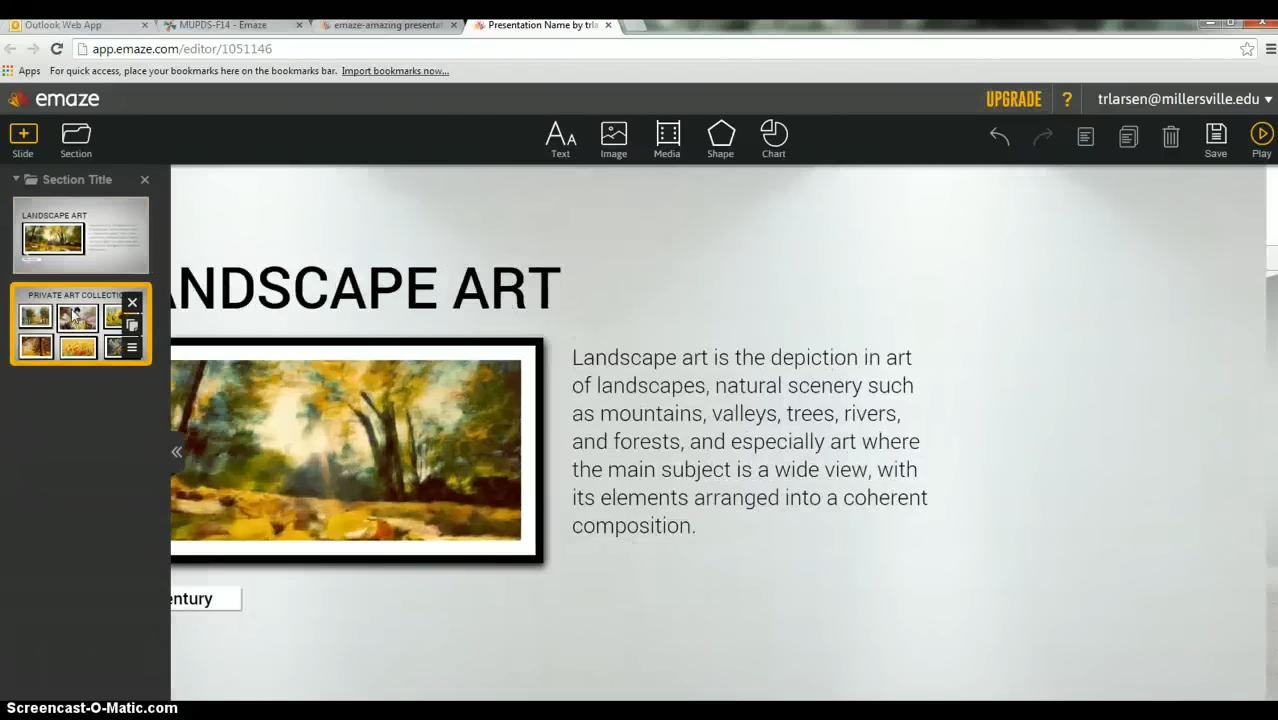 Outlook Web App
MUPDS-F14 - Emaze
emaze-amazing presentat
Presentation Name by trla
app.emaze.com/editor/1051146
Apps
For quick access, place your bookmarks here on the bookmarks bar.
Import bookmarks now...
emaze
UPGRADE
?
trlarsen@millersville.edu
Slide
Section
Text
Image
Media
Shape
Chart
Save
Play
Section Title
LANDSCAPE ART
PRIVATE ART COLLECTIO
ANDSCAPE ART
Landscape art is the depiction in art
of landscapes, natural scenery such
as mountains, valleys, trees, rivers,
and forests, and especially art where
the main subject is a wide view, with
its elements arranged into a coherent
composition.
entury
Screencast-O-Matic.com